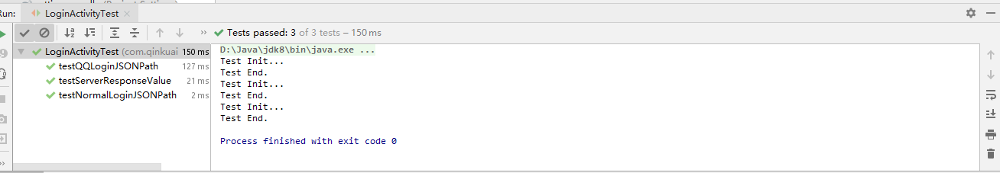 Run: LoginActivityTest
Tests passed: 3 of 3 tests – 150 ms
LoginActivityTest (com.qinkuai 150 ms
testQQLoginJSONPath 127 ms
testServerResponseValue 21 ms
testNormalLoginJSONPath 2 ms
D:\Java\jdk8\bin\java.exe ...
Test Init...
Test End.
Test Init...
Test End.
Test Init...
Test End.
Process finished with exit code 0